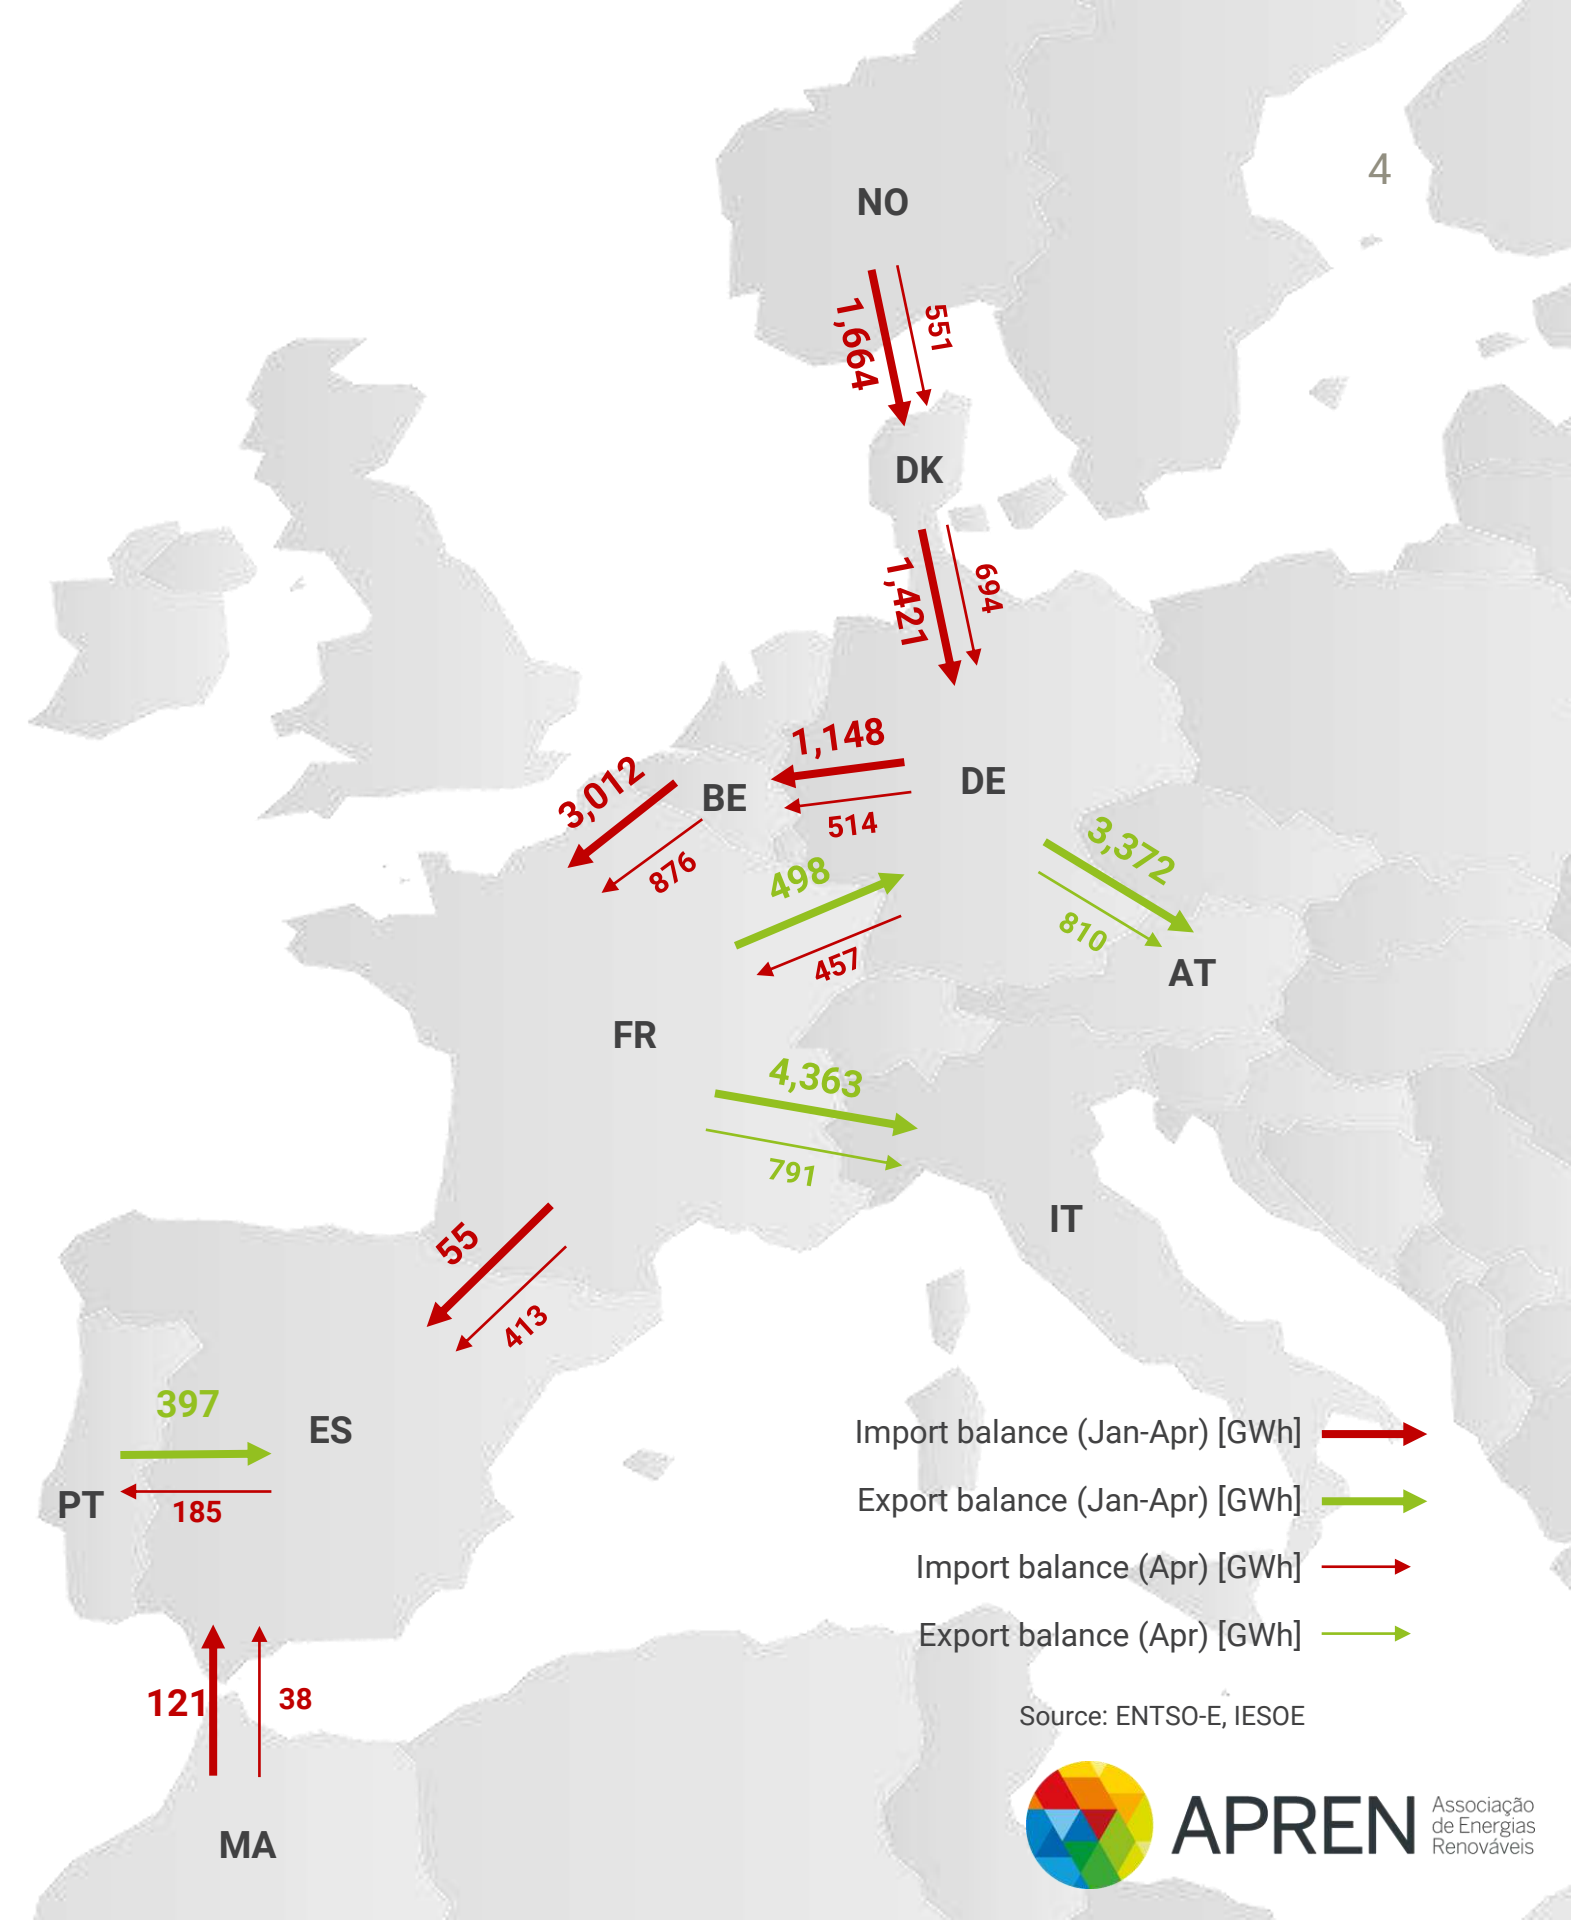 4
NO
1,664
551
DK
1,421
694
1,148
DE
3,012
BE
514
876
498
3,372
810
457
AT
FR
4,363
791
IT
55
413
397
ES
PT
185
Import balance (Jan-Apr) [GWh]
Export balance (Jan-Apr) [GWh]
Import balance (Apr) [GWh]
Export balance (Apr) [GWh]
121
38
Source: ENTSO-E, IESOE
MA
APREN
Associação
de Energias
Renováveis